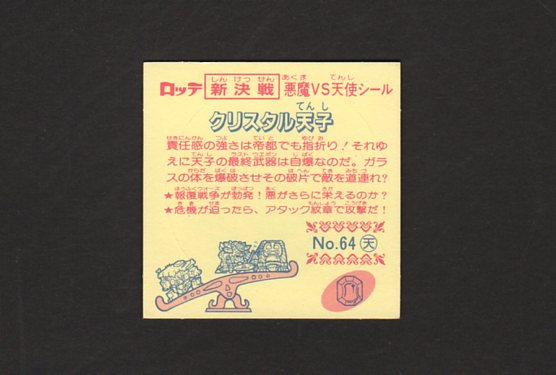 ロッテ 新決戦 悪魔VS天使シール
クリスタル天子
責任感の強さは帝都でも指折り！それゆ
えに天子の最終武器は自爆なのだ。ガラ
スの体を爆破させその破片で敵を道連れ？
★報復戦争が勃発！悪がさらに栄えるのか？
★危機が迫ったら、アタック紋章で攻撃だ！
No.64 天